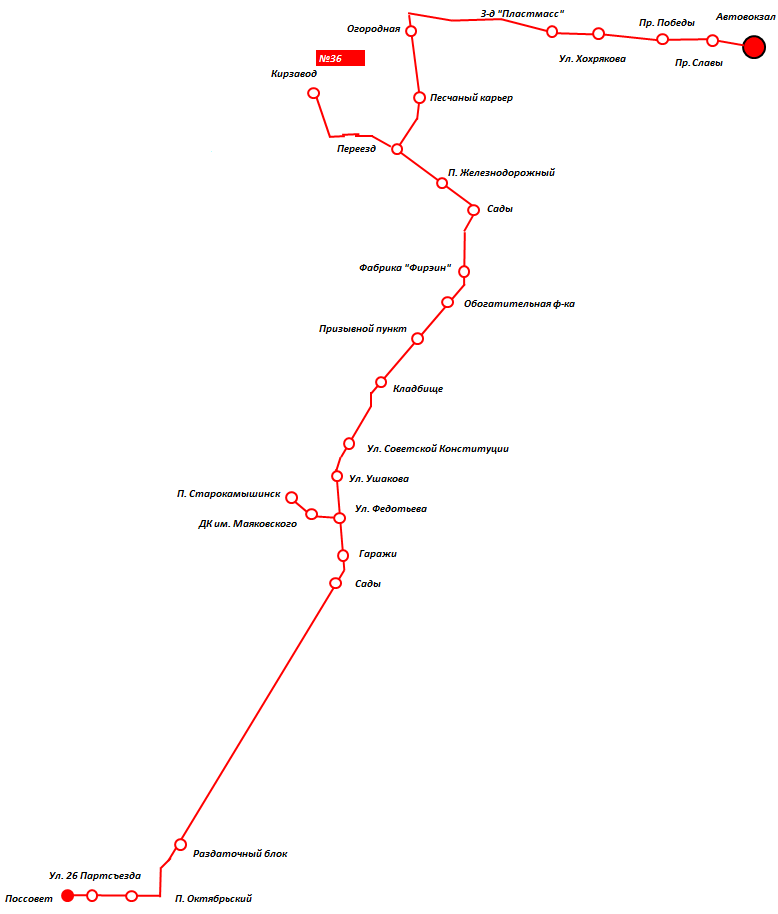 З-д "Пластмасс"
Автовокзал
Пр. Победы
Огородная
Ул. Хохрякова
Пр. Славы
№36
Кирзавод
Песчаный карьер
Переезд
П. Железнодорожный
Сады
Фабрика "Фирэин"
Обогатительная ф-ка
Призывной пункт
Кладбище
Ул. Советской Конституции
Ул. Ушакова
П. Старокамышинск
Ул. Федотьева
ДК им. Маяковского
Гаражи
Сады
Раздаточный блок
Ул. 26 Партсъезда
Поссовет
П. Октябрьский